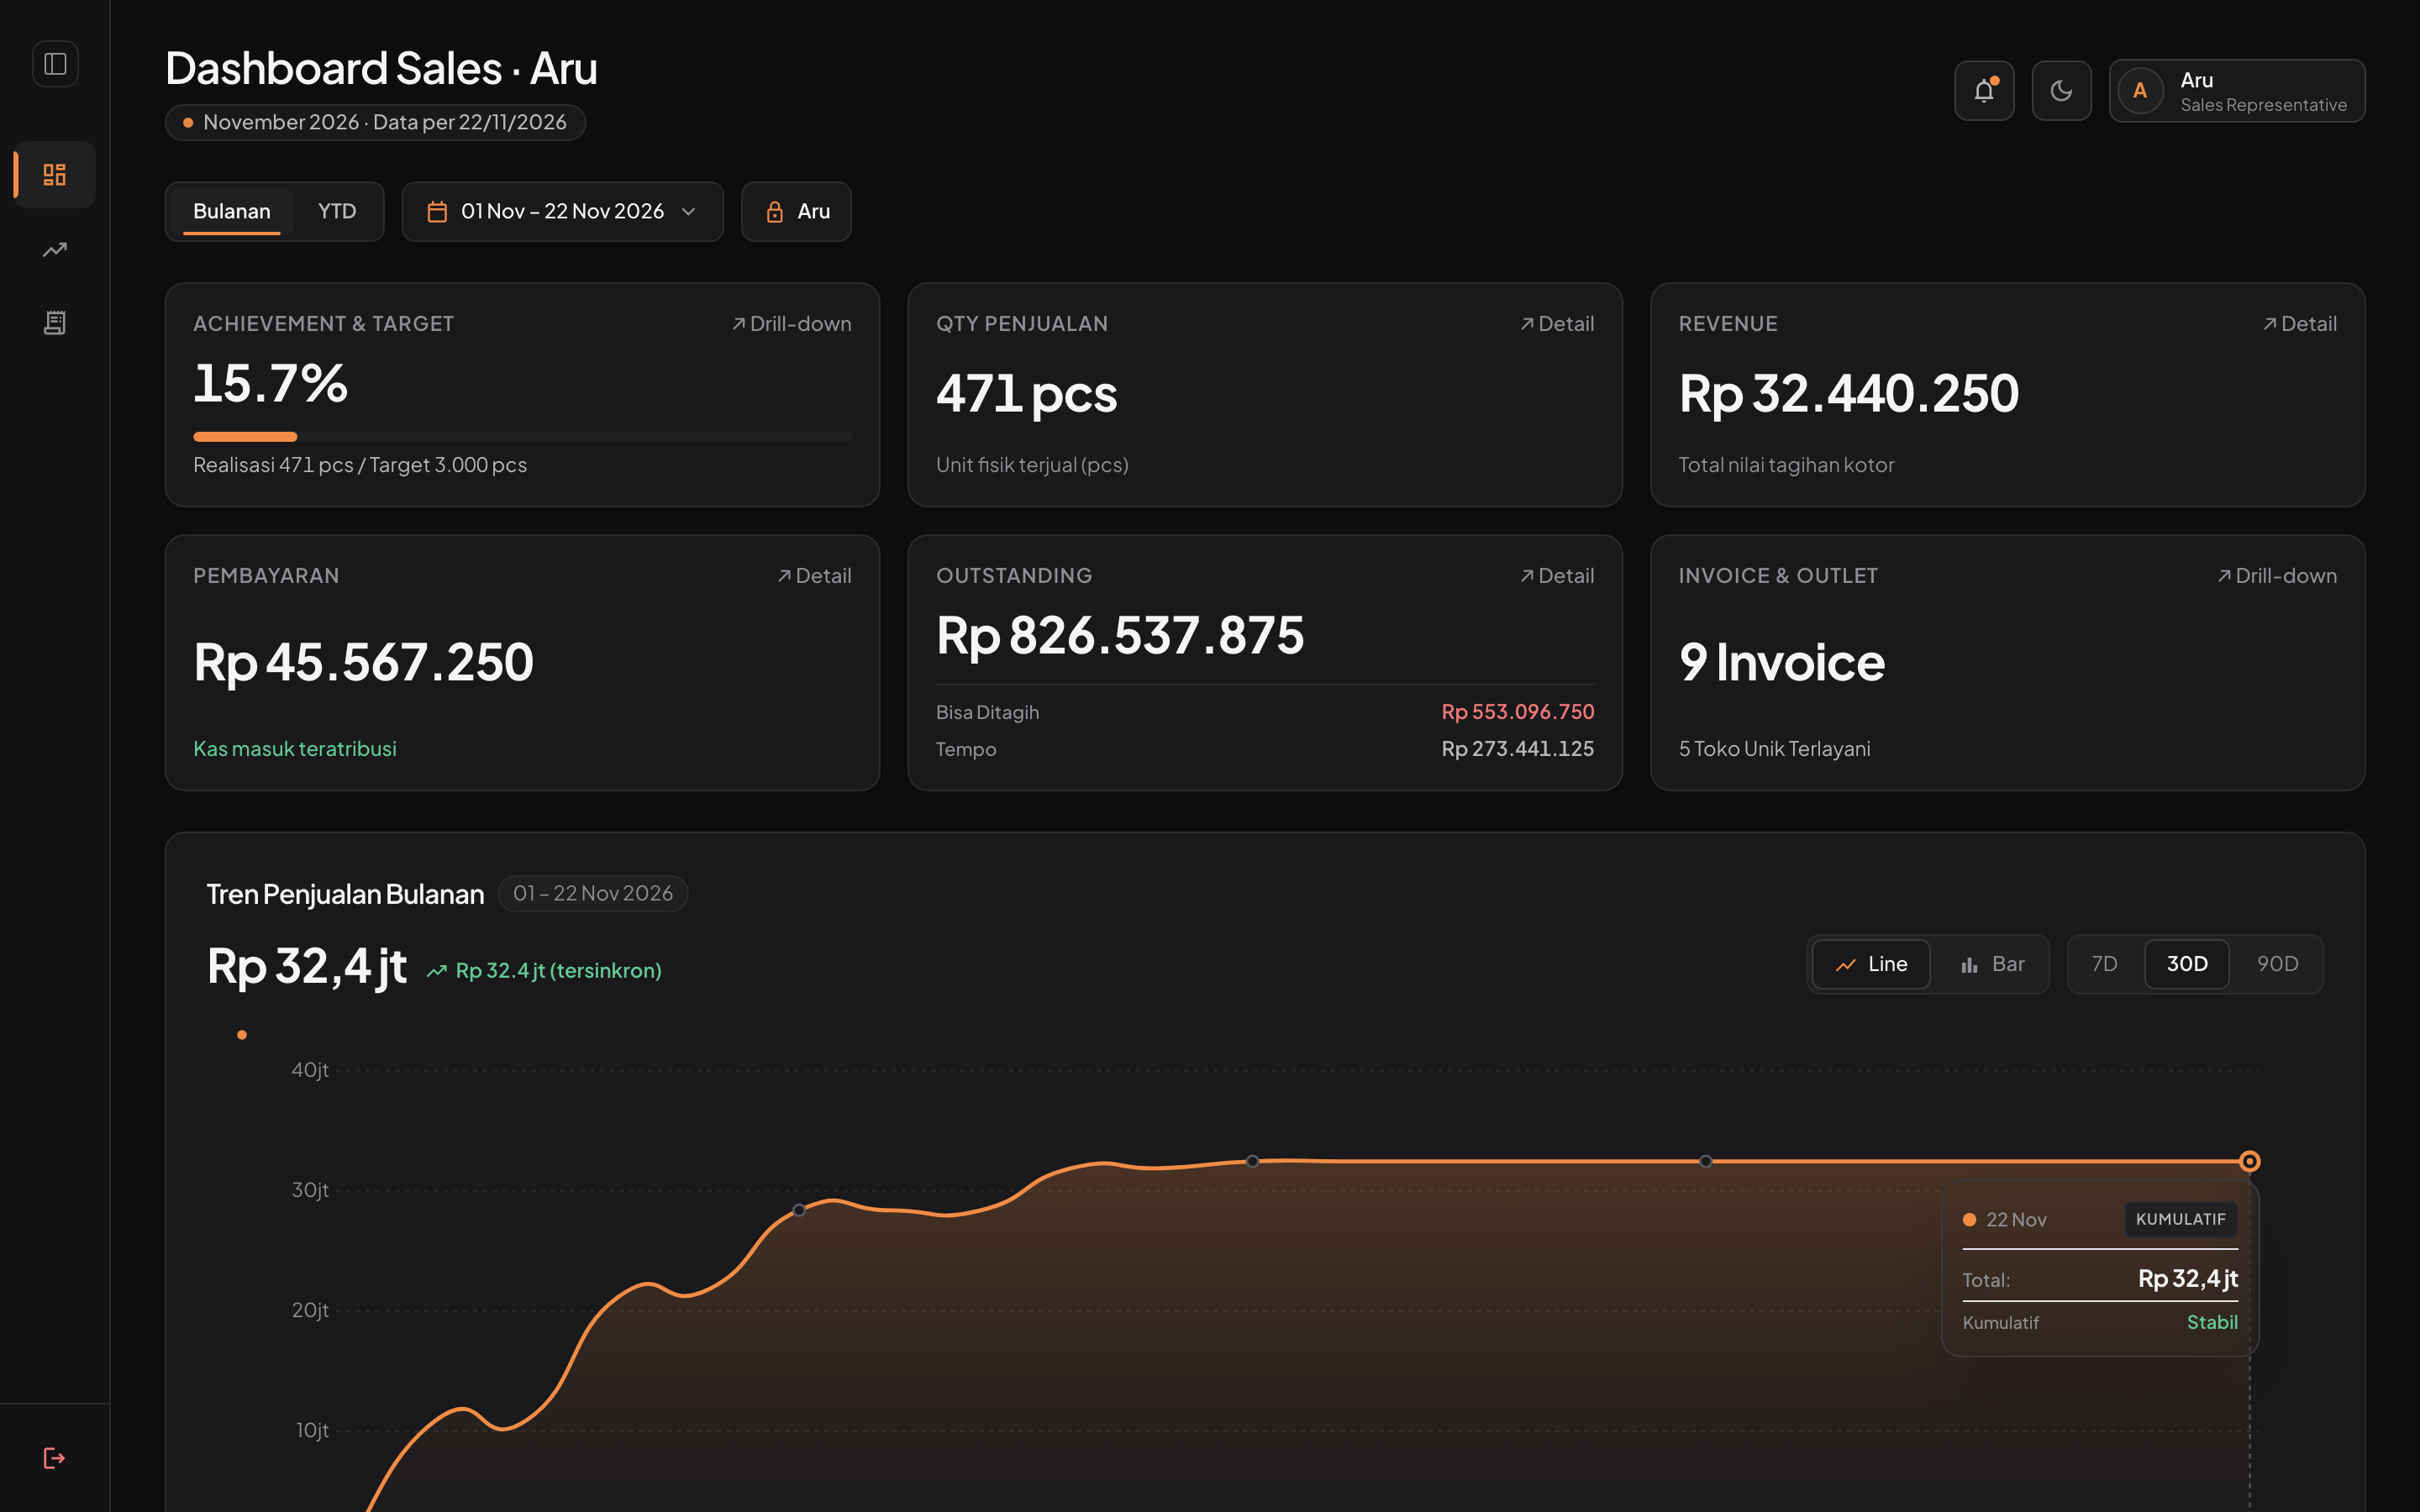 Dashboard Sales · Aru
November 2026 · Data per 22/11/2026
A
Aru
Sales Representative
Bulanan
YTD
01 Nov – 22 Nov 2026
Aru
ACHIEVEMENT & TARGET
Drill-down
15.7%
Realisasi 471 pcs / Target 3.000 pcs
QTY PENJUALAN
Detail
471 pcs
Unit fisik terjual (pcs)
REVENUE
Detail
Rp 32.440.250
Total nilai tagihan kotor
PEMBAYARAN
Detail
Rp 45.567.250
Kas masuk teratribusi
OUTSTANDING
Detail
Rp 826.537.875
Bisa Ditagih Rp 553.096.750
Tempo Rp 273.441.125
INVOICE & OUTLET
Drill-down
9 Invoice
5 Toko Unik Terlayani
Tren Penjualan Bulanan
01 – 22 Nov 2026
Rp 32,4 jt
Rp 32.4 jt (tersinkron)
Line
Bar
7D
30D
90D
40jt
30jt
20jt
10jt
22 Nov
KUMULATIF
Total: Rp 32,4 jt
Kumulatif Stabil